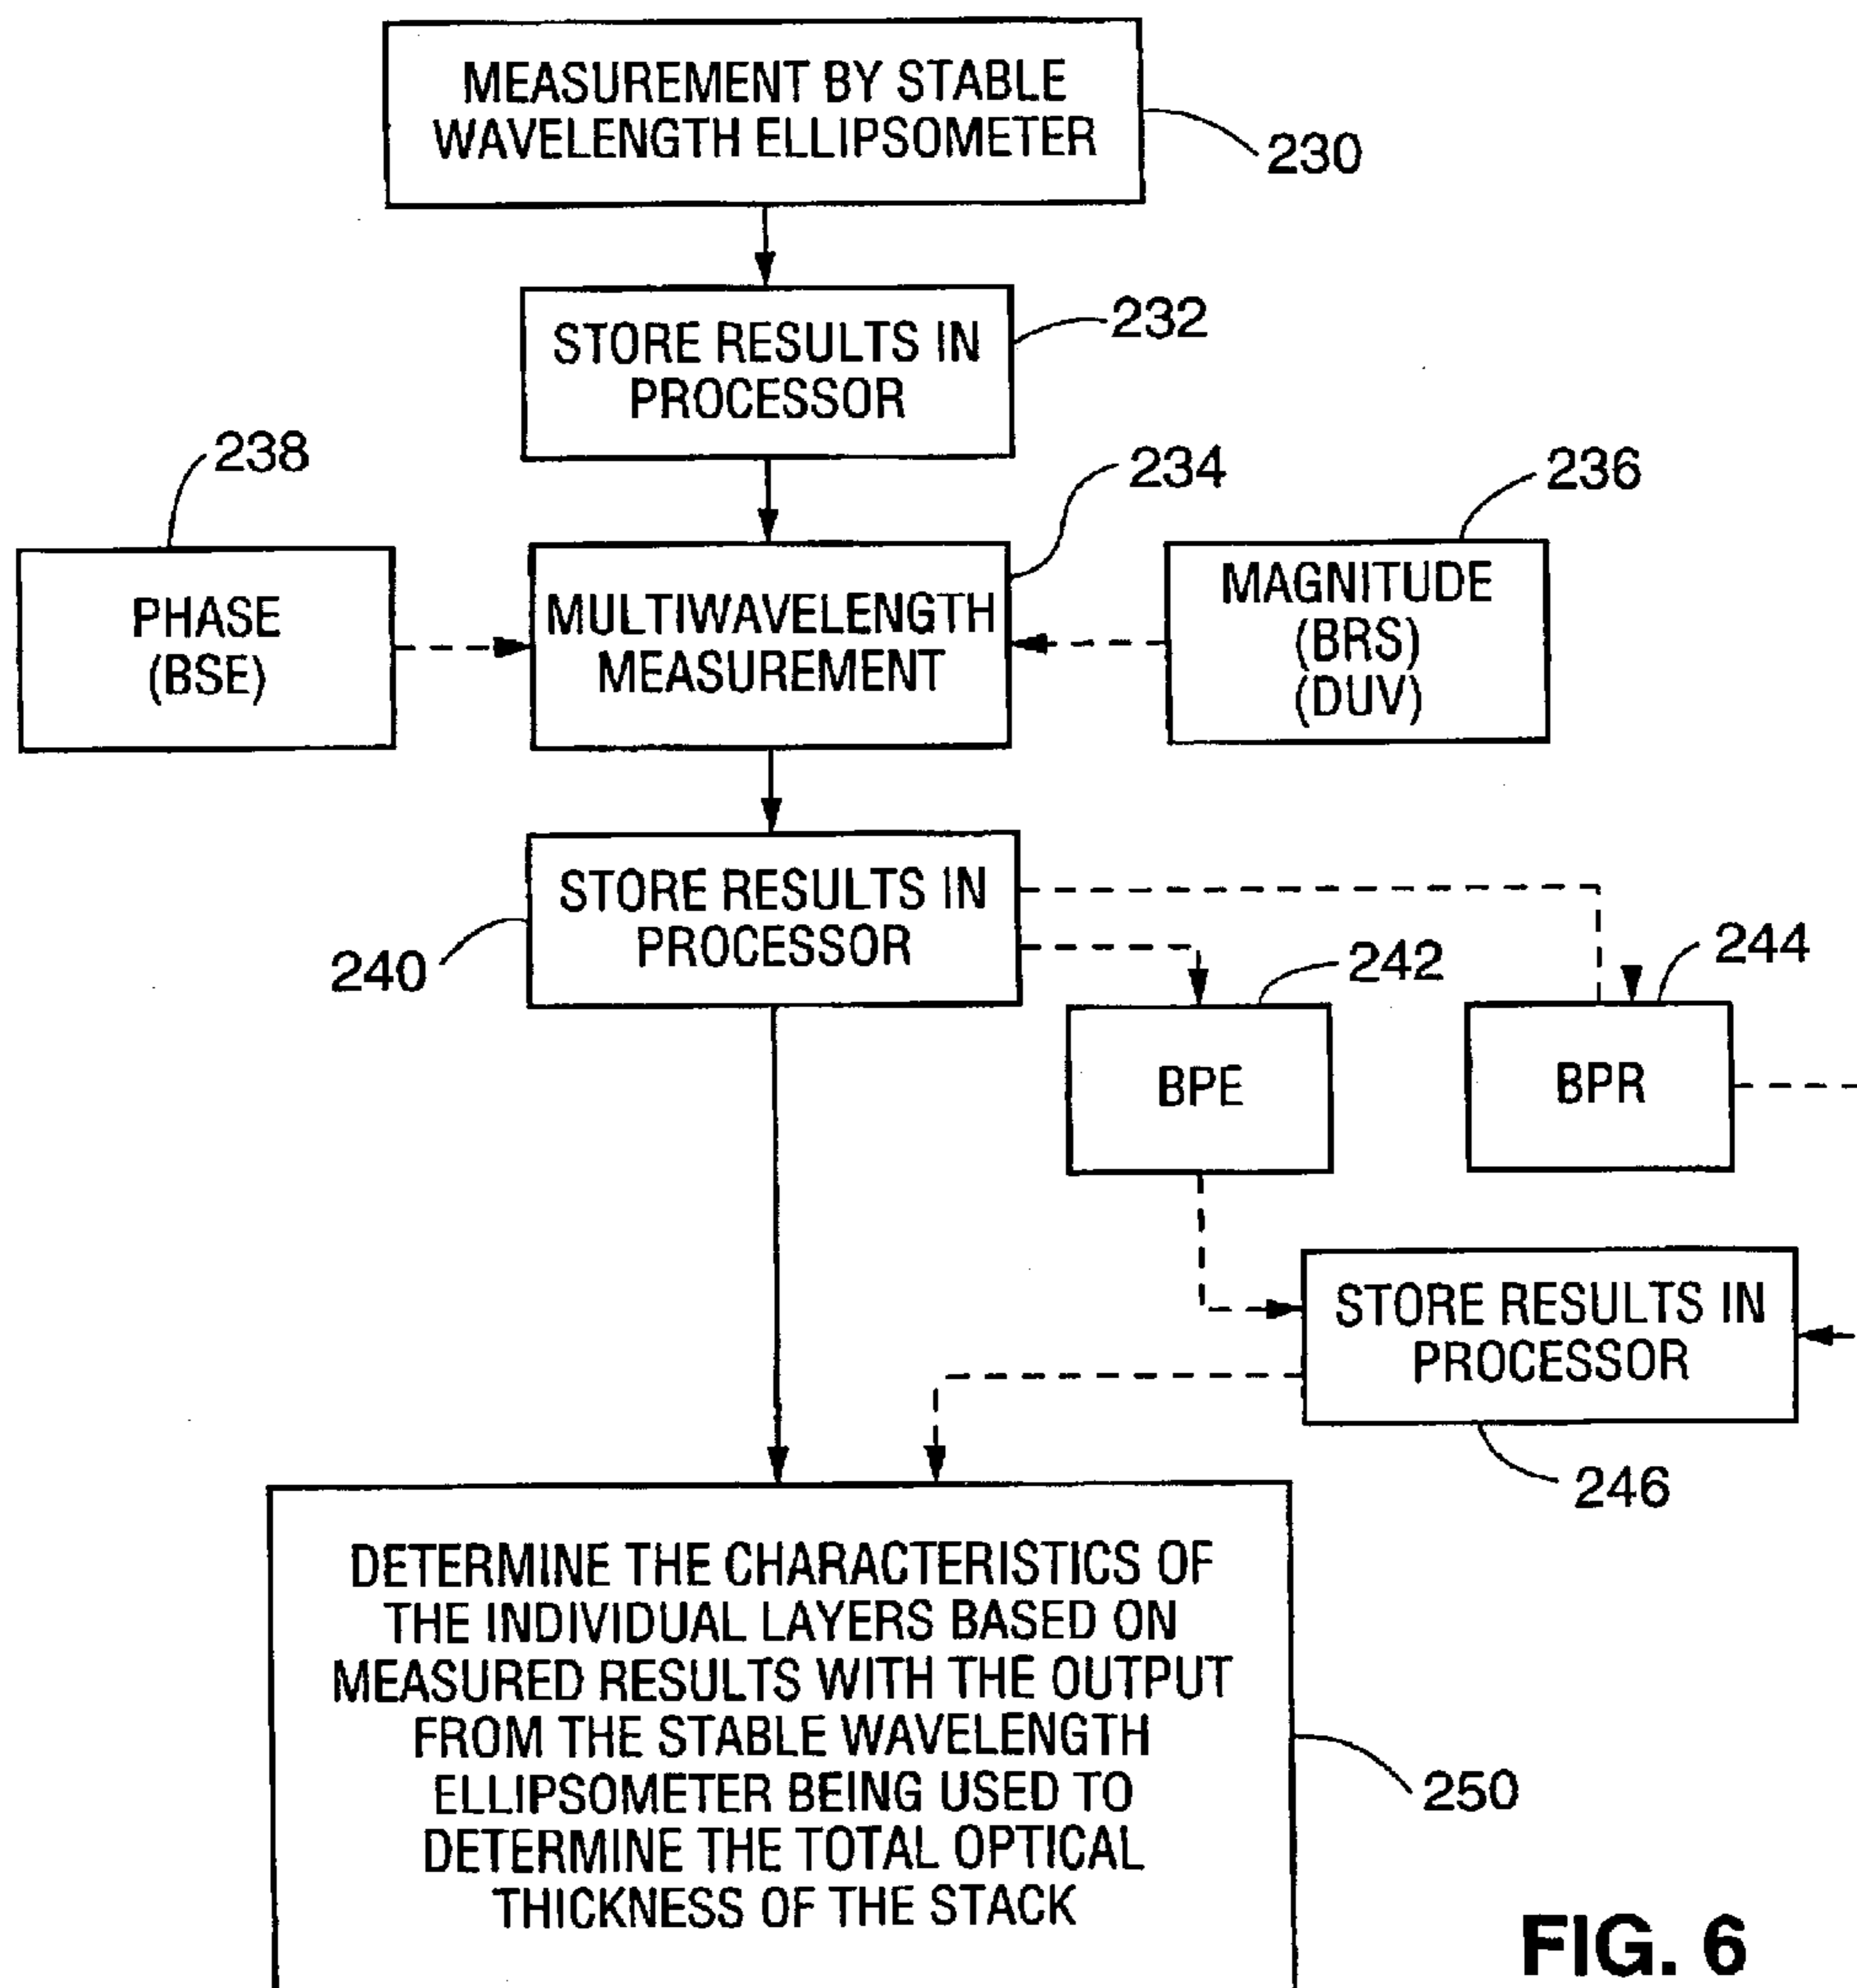 MEASUREMENT BY STABLE
WAVELENGTH ELLIPSOMETER
230
STORE RESULTS IN
PROCESSOR
232
238
234
236
PHASE
(BSE)
MULTIWAVELENGTH
MEASUREMENT
MAGNITUDE
(BRS)
(DUV)
STORE RESULTS IN
PROCESSOR
240
242
244
BPE
BPR
STORE RESULTS IN
PROCESSOR
246
DETERMINE THE CHARACTERISTICS OF
THE INDIVIDUAL LAYERS BASED ON
MEASURED RESULTS WITH THE OUTPUT
FROM THE STABLE WAVELENGTH
ELLIPSOMETER BEING USED TO
DETERMINE THE TOTAL OPTICAL
THICKNESS OF THE STACK
250
FIG. 6